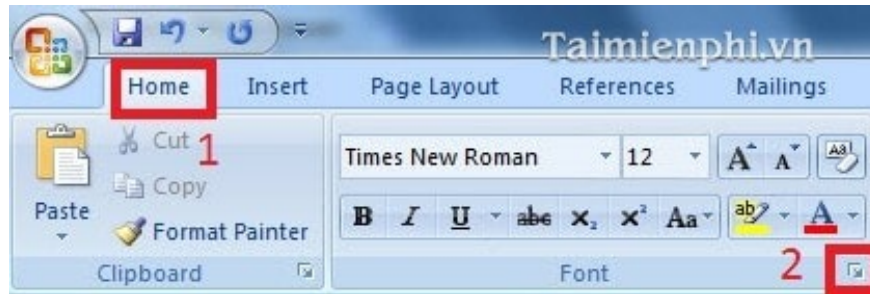 Taimienphi.vn
Home Insert Page Layout References Mailings
Cut 1
Copy
Paste
Format Painter
Clipboard
Times New Roman 12 A A Aa
B I U abc x₂ x² Aa ab A
Font 2